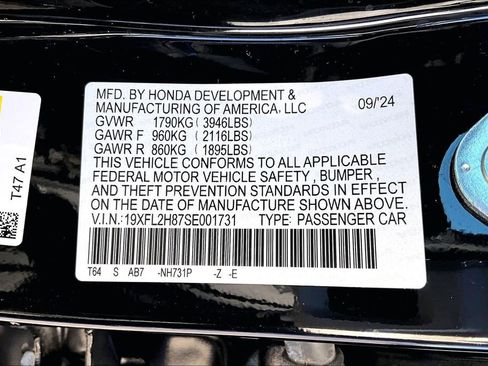 MFD. BY HONDA DEVELOPMENT &
MANUFACTURING OF AMERICA, LLC
09/'24
GVWR 1790KG ( 3946LBS )
GAWR F 960KG ( 2116LBS )
GAWR R 860KG ( 1895LBS )
THIS VEHICLE CONFORMS TO ALL APPLICABLE
FEDERAL MOTOR VEHICLE SAFETY , BUMPER ,
AND THEFT PREVENTION STANDARDS IN EFFECT
ON THE DATE OF MANUFACTURE SHOWN ABOVE.
V.I.N.:19XFL2H87SE001731 TYPE: PASSENGER CAR
T64 S AB7 -NH731P -Z -E
T47 A1